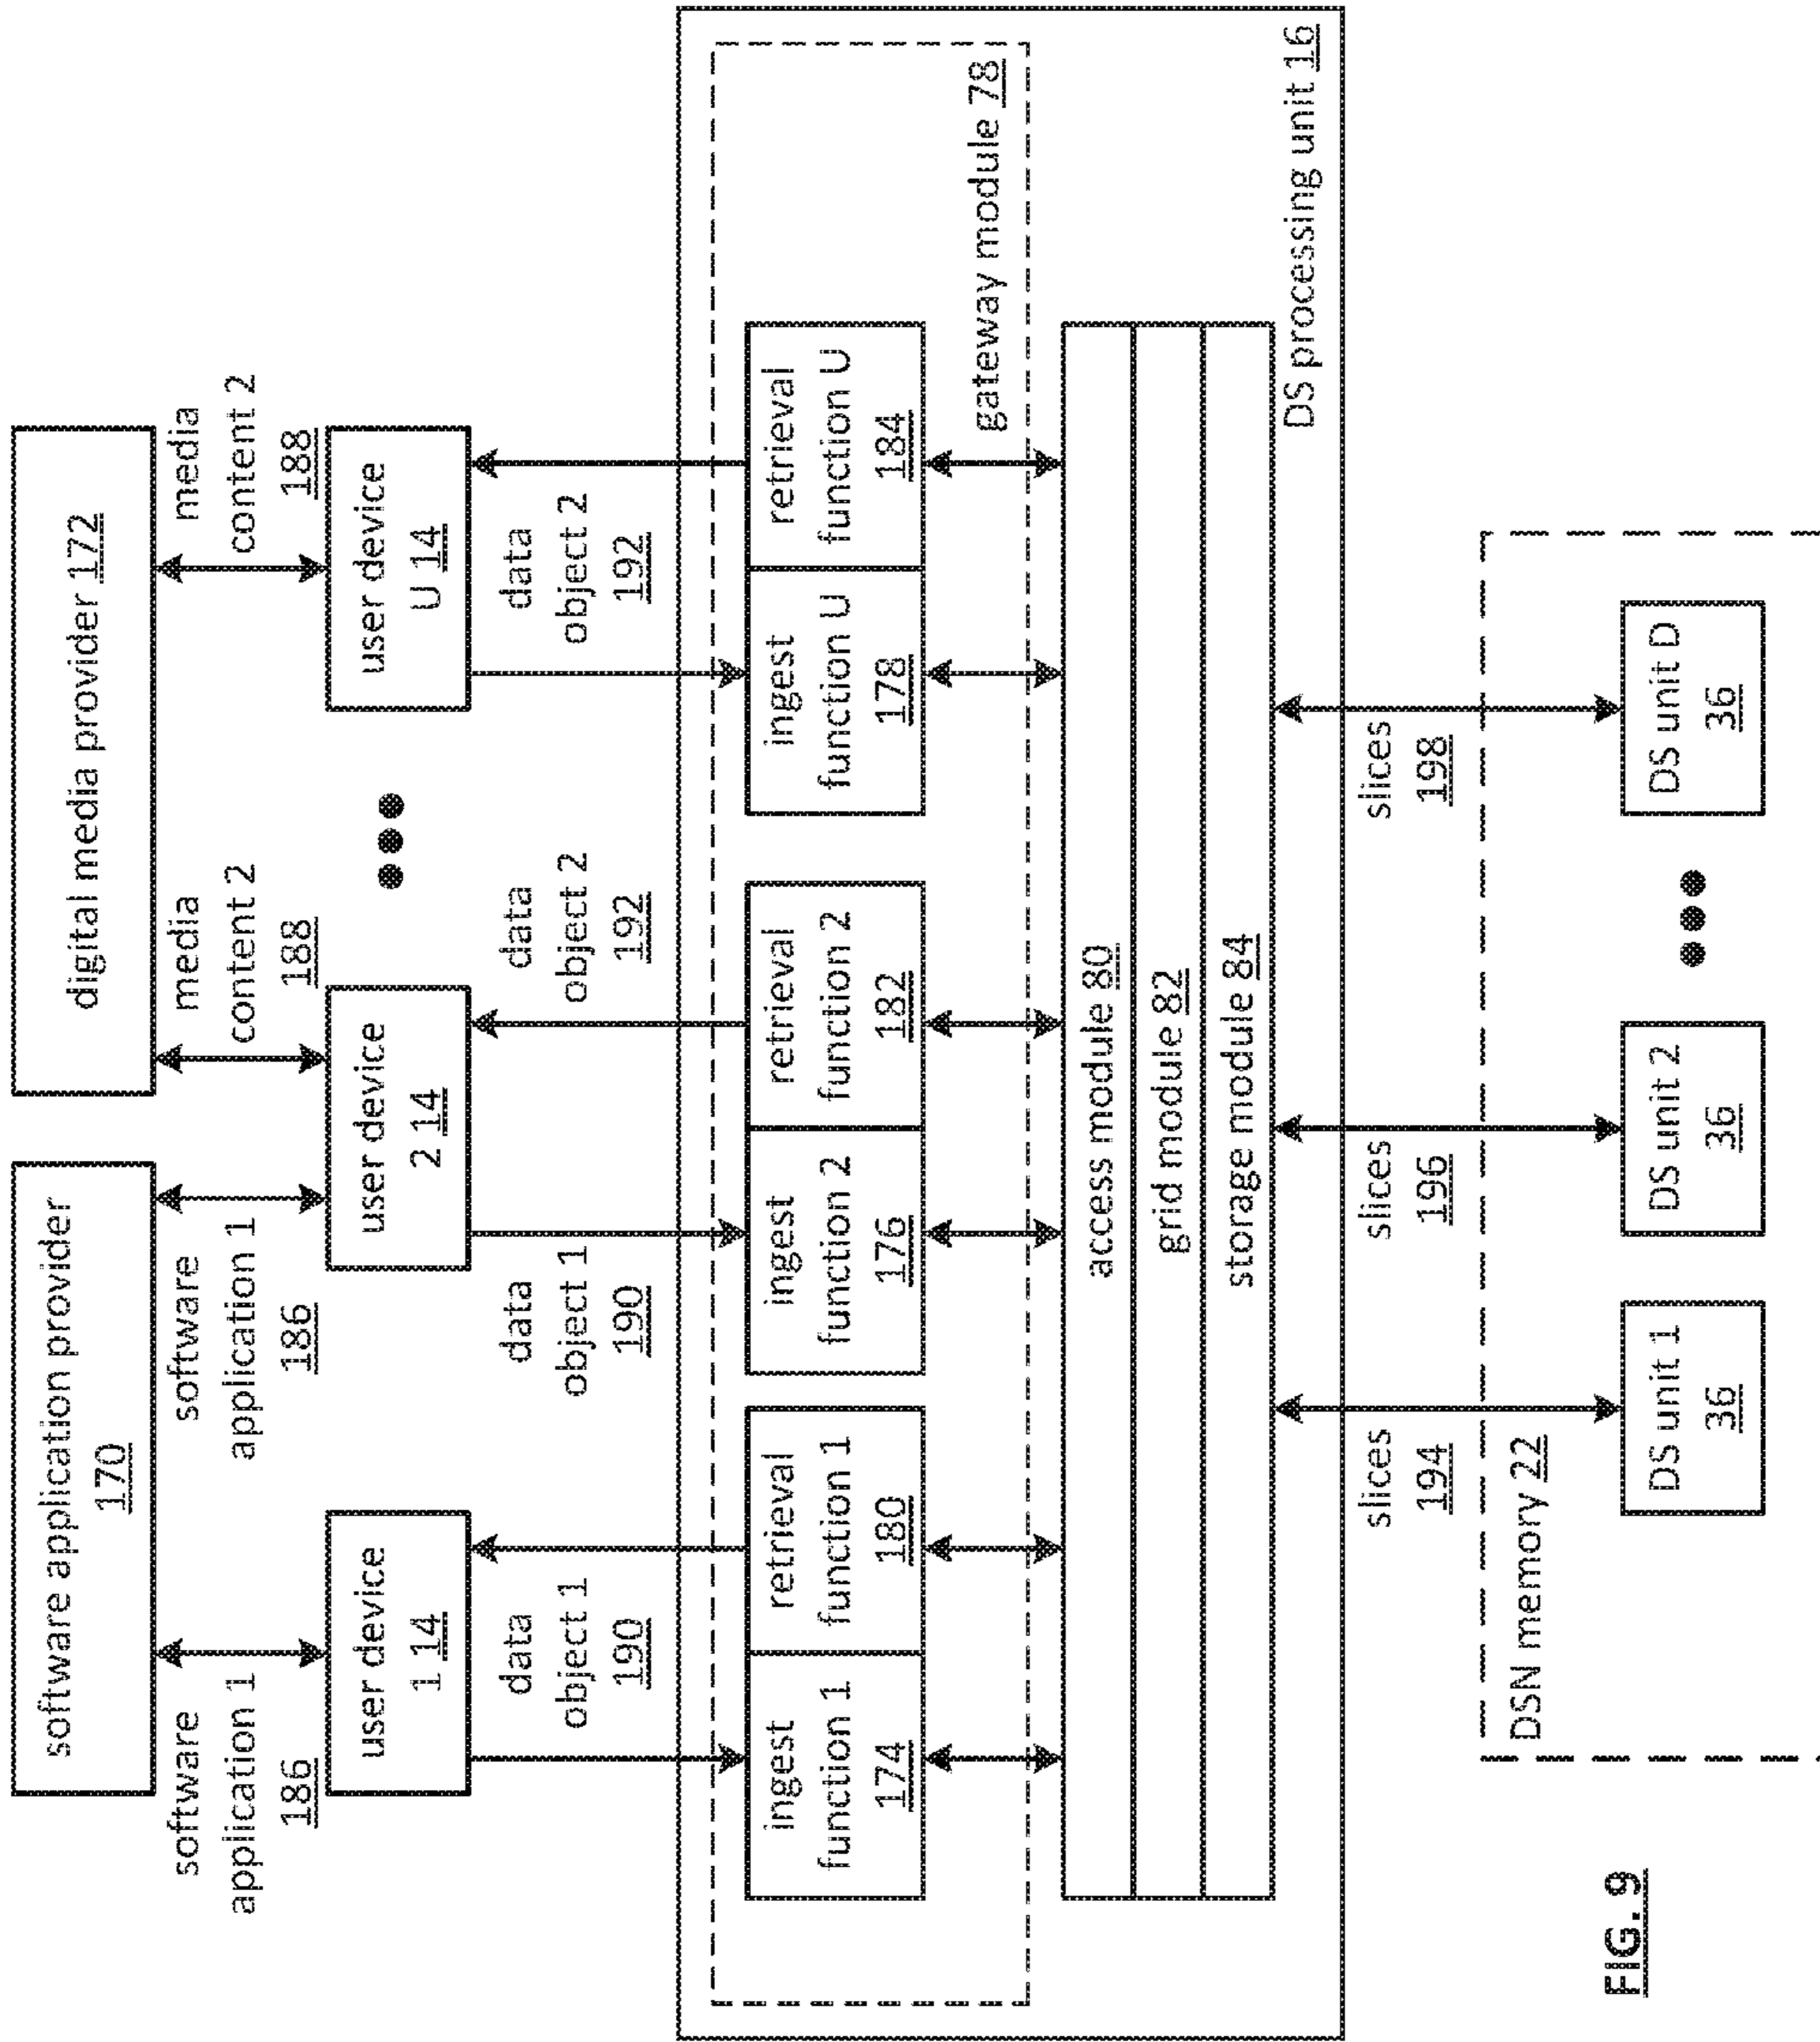 software application provider
170
digital media provider 172
software
application 1
186
software
application 1
186
media
content 2
188
media
content 2
188
user device
1 14
user device
2 14
user device
U 14
data
object 1
190
data
object 1
190
data
object 2
192
data
object 2
192
ingest
function 1
174
retrieval
function 1
180
ingest
function 2
176
retrieval
function 2
182
ingest
function U
178
retrieval
function U
184
gateway module 78
access module 80
grid module 82
storage module 84
DS processing unit 16
slices
194
slices
196
slices
198
DSN memory 22
DS unit 1
36
DS unit 2
36
DS unit D
36
FIG. 9